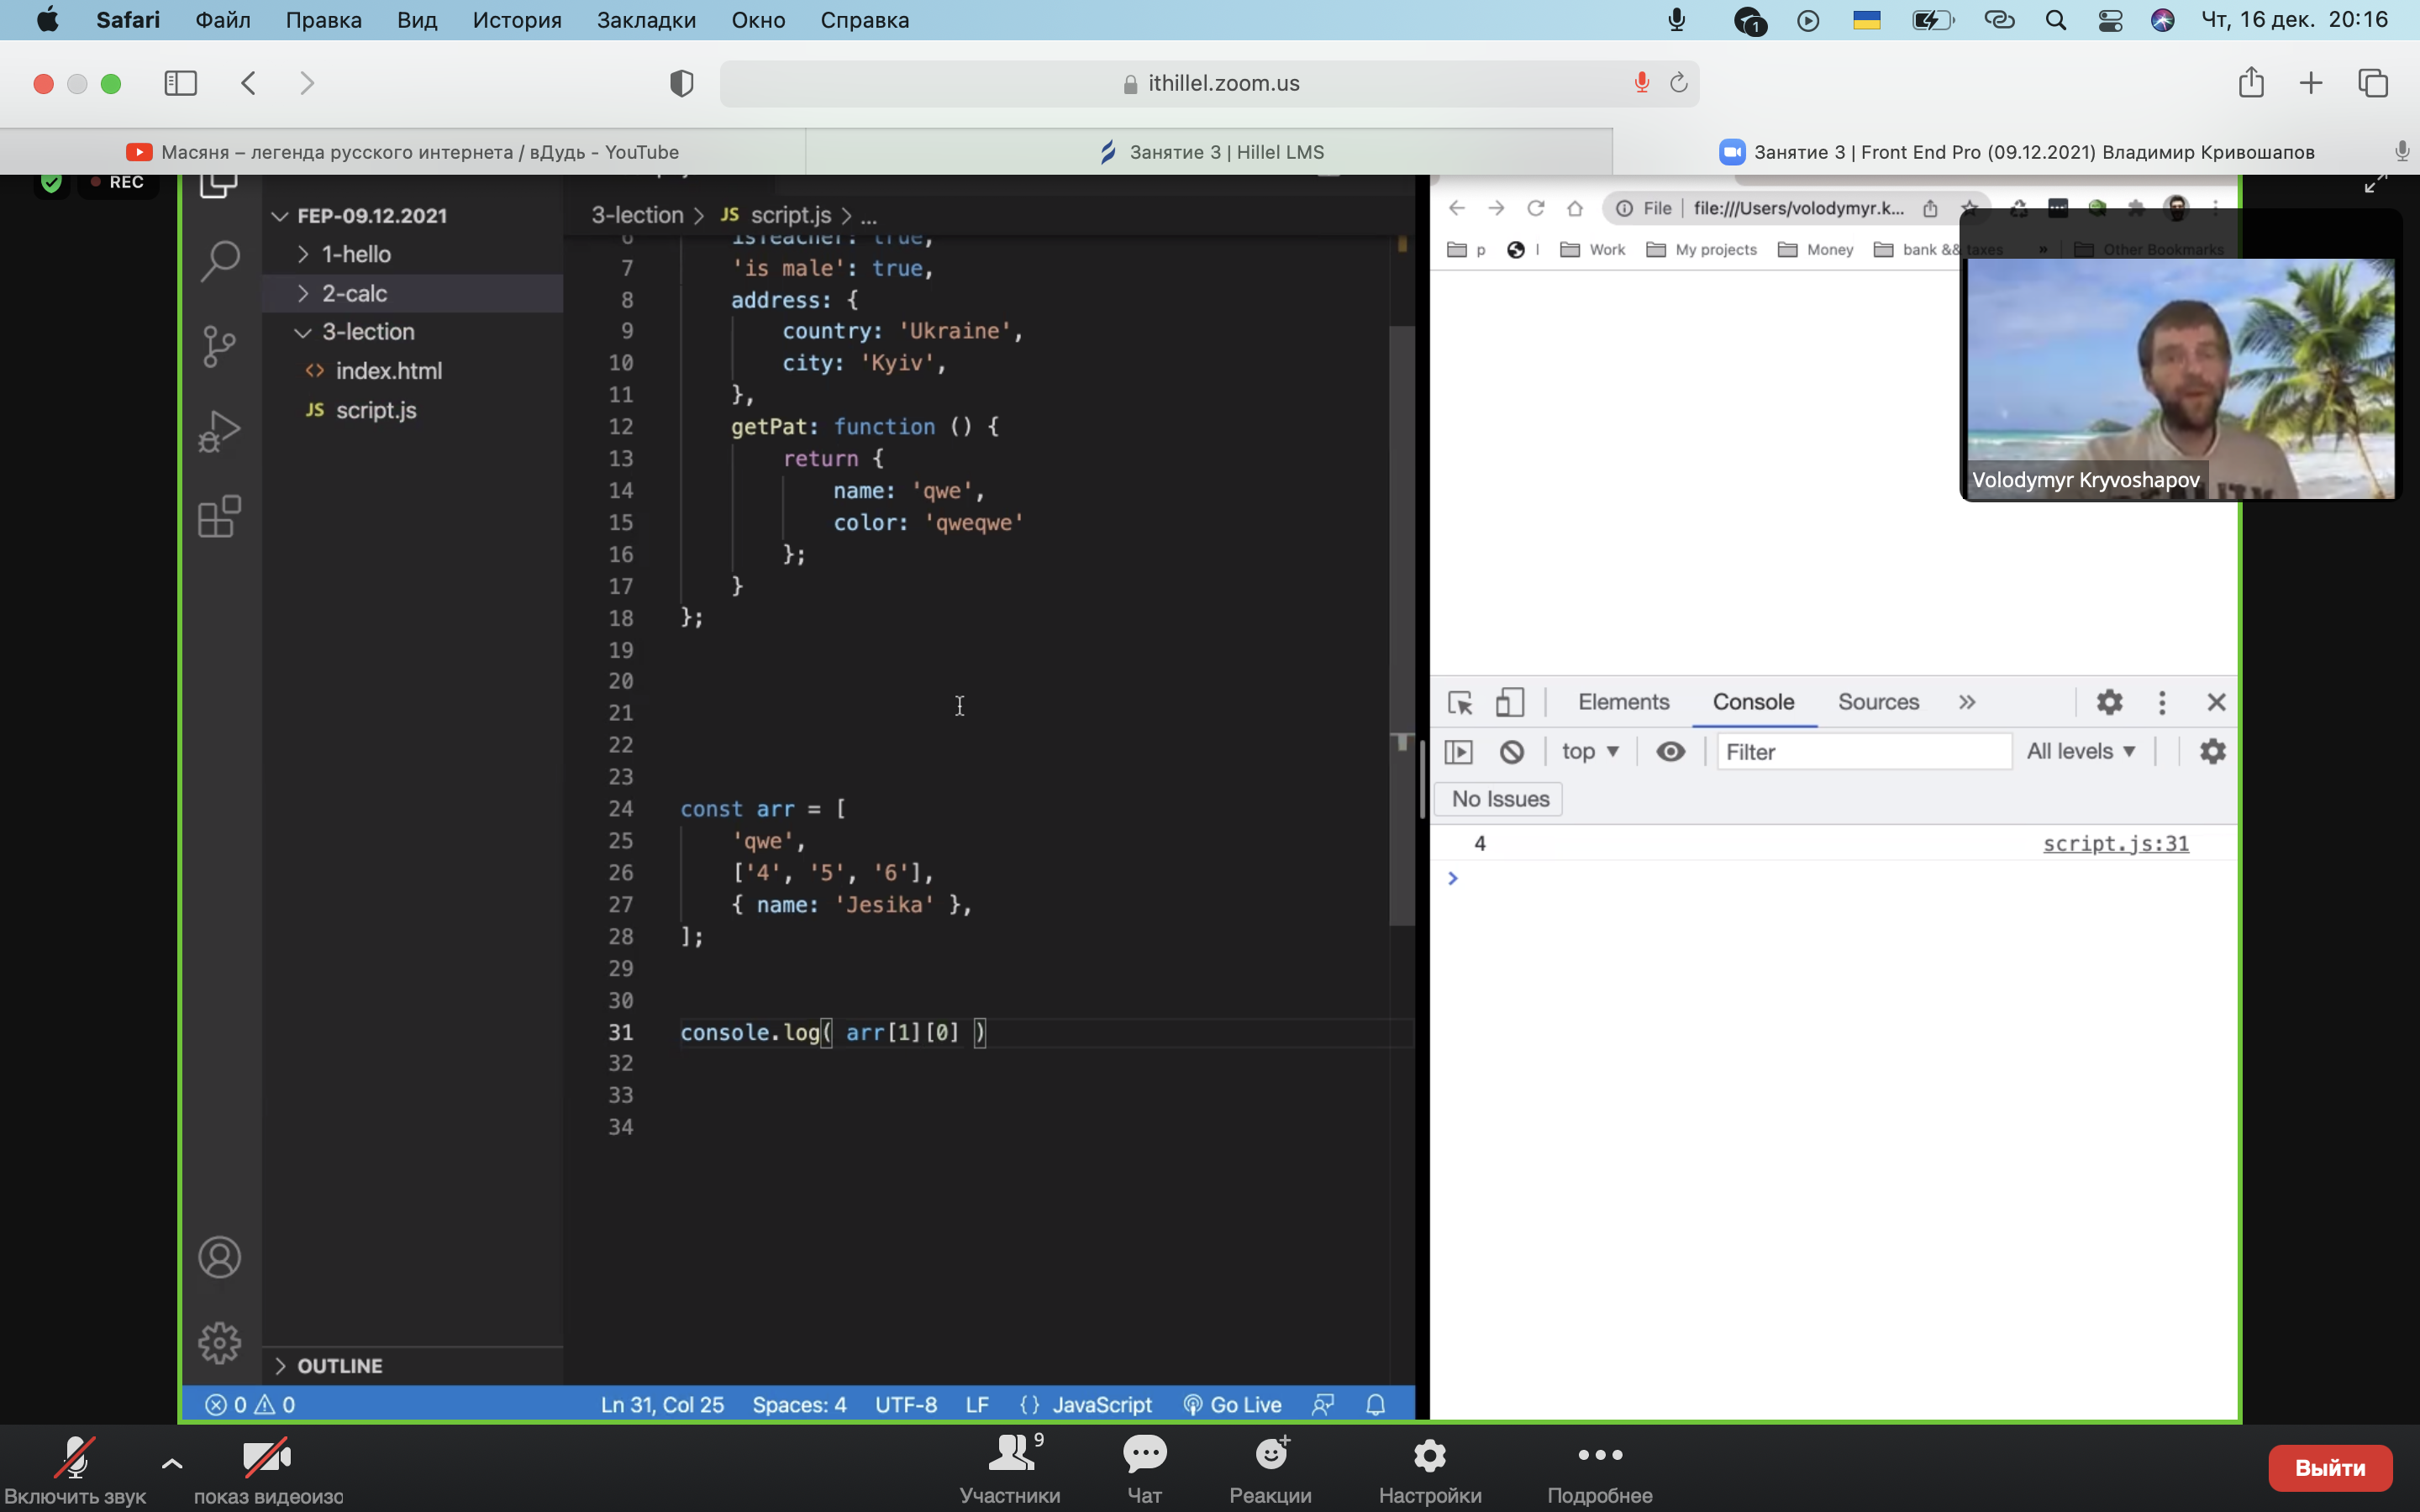 Safari Файл Правка Вид История Закладки Окно Справка 1 Чт, 16 дек. 20:16
ithillel.zoom.us
Масяня – легенда русского интернета / вДудь - YouTube
Занятие 3 | Hillel LMS
Занятие 3 | Front End Pro (09.12.2021) Владимир Кривошапов
REC
FEP-09.12.2021
1-hello
2-calc
3-lection
<> index.html
JS script.js
OUTLINE
3-lection > JS script.js > ...
6 isTeacher: true,
7 'is male': true,
8 address: {
9 country: 'Ukraine',
10 city: 'Kyiv',
11 },
12 getPat: function () {
13 return {
14 name: 'qwe',
15 color: 'qweqwe'
16 };
17 }
18 };
19
20
21
22
23
24 const arr = [
25 'qwe',
26 ['4', '5', '6'],
27 { name: 'Jesika' },
28 ];
29
30
31 console.log( arr[1][0] )
32
33
34
0 0 Ln 31, Col 25 Spaces: 4 UTF-8 LF {} JavaScript Go Live
File file:///Users/volodymyr.k...
p l Work My projects Money bank && taxes » Other Bookmarks
Volodymyr Kryvoshapov
Elements Console Sources »
top Filter All levels
No Issues
4 script.js:31
>
Включить звук показ видеоизо Участники 9 Чат Реакции Настройки Подробнее Выйти